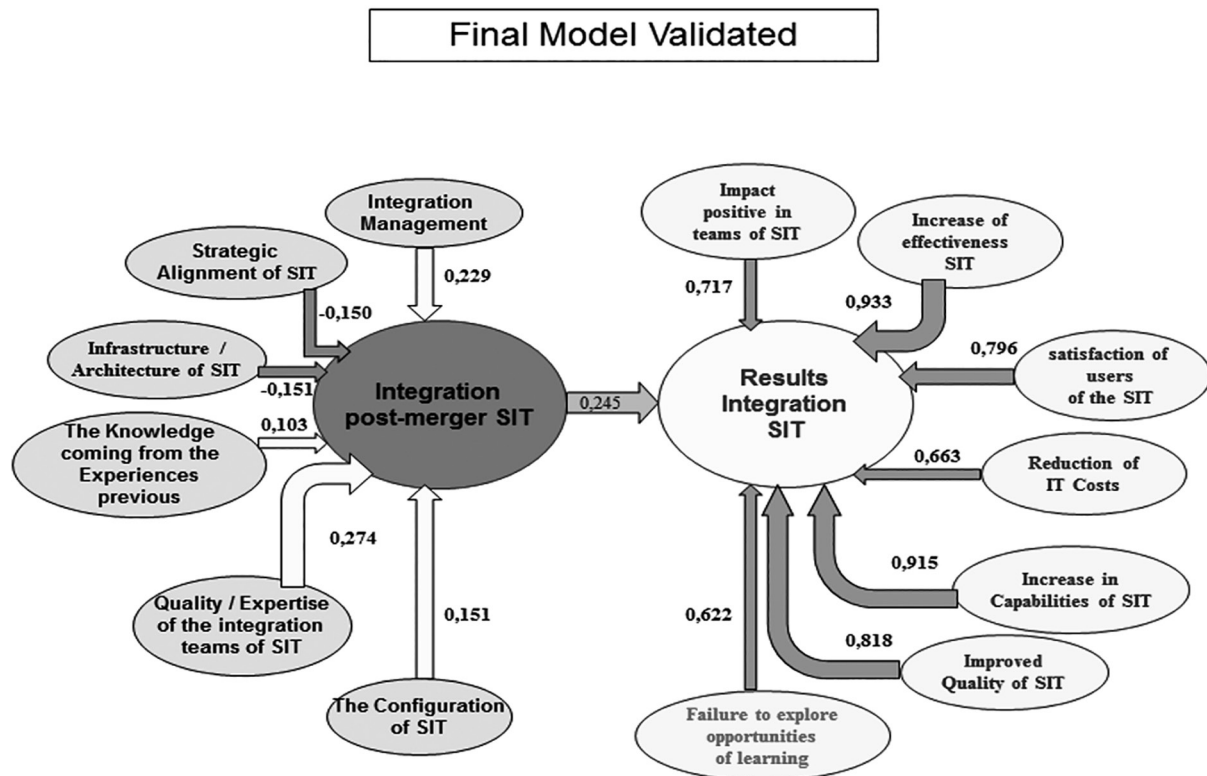 Final Model Validated
Integration
Management
0,229
Strategic
Alignment of SIT
-0,150
Infrastructure /
Architecture of SIT
-0,151
The Knowledge
coming from the
Experiences
previous
0,103
Quality / Expertise
of the integration
teams of SIT
0,274
The Configuration
of SIT
0,151
Integration
post-merger SIT
0,245
Results
Integration
SIT
Impact
positive in
teams of SIT
0,717
Increase of
effectiveness
SIT
0,933
satisfaction of
users
of the SIT
0,796
Reduction of
IT Costs
0,663
Increase in
Capabilities of SIT
0,915
Improved
Quality of SIT
0,818
Failure to explore
opportunities
of learning
0,622